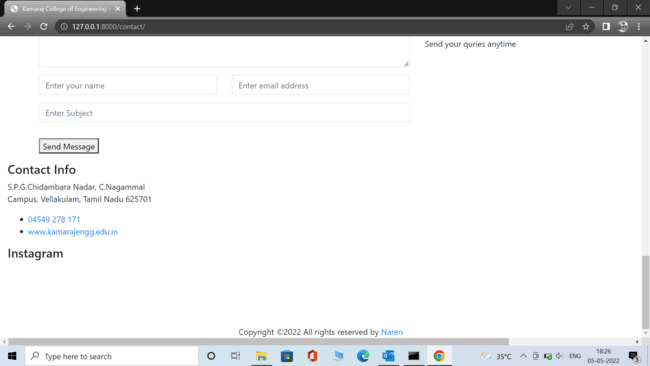 Kamaraj College of Engineering
127.0.0.1:8000/contact/
Send your quries anytime
Enter your name
Enter email address
Enter Subject
Send Message
Contact Info
S.P.G.Chidambara Nadar, C.Nagammal
Campus, Vellakulam, Tamil Nadu 625701
04549 278 171
www.kamarajengg.edu.in
Instagram
Copyright ©2022 All rights reserved by Naren
Type here to search
35°C
ENG
18:26
05-05-2022
3